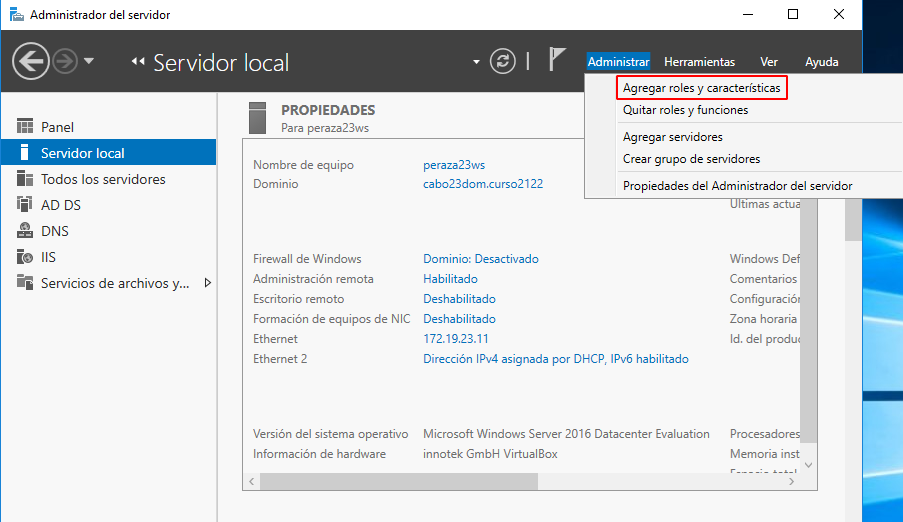 Administrador del servidor
Servidor local
Administrar Herramientas Ver Ayuda
Agregar roles y características
Quitar roles y funciones
Agregar servidores
Crear grupo de servidores
Propiedades del Administrador del servidor
Panel
Servidor local
Todos los servidores
AD DS
DNS
IIS
Servicios de archivos y...
PROPIEDADES
Para peraza23ws
Nombre de equipo peraza23ws
Dominio cabo23dom.curso2122
Últimas actua
Firewall de Windows Dominio: Desactivado Windows Def
Administración remota Habilitado Comentarios
Escritorio remoto Deshabilitado Configuración
Formación de equipos de NIC Deshabilitado Zona horaria
Ethernet 172.19.23.11 Id. del produc
Ethernet 2 Dirección IPv4 asignada por DHCP, IPv6 habilitado
Versión del sistema operativo Microsoft Windows Server 2016 Datacenter Evaluation Procesadores
Información de hardware innotek GmbH VirtualBox Memoria inst
Espacio total